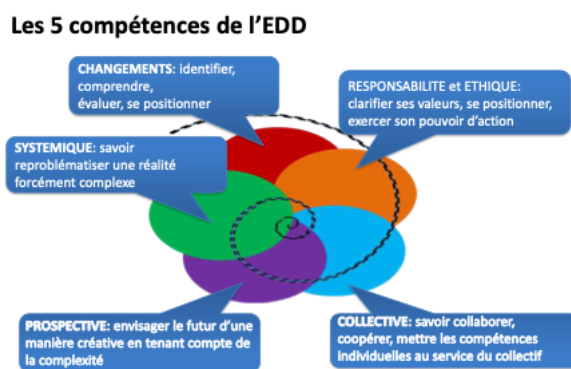 Les 5 compétences de l'EDD
CHANGEMENTS: identifier,
comprendre,
évaluer, se positionner
RESPONSABILITE et ETHIQUE:
clarifier ses valeurs, se positionner,
exercer son pouvoir d'action
SYSTEMIQUE: savoir
reproblématiser une réalité
forcément complexe
PROSPECTIVE: envisager le futur d'une
manière créative en tenant compte de
la complexité
COLLECTIVE: savoir collaborer,
coopérer, mettre les compétences
individuelles au service du collectif